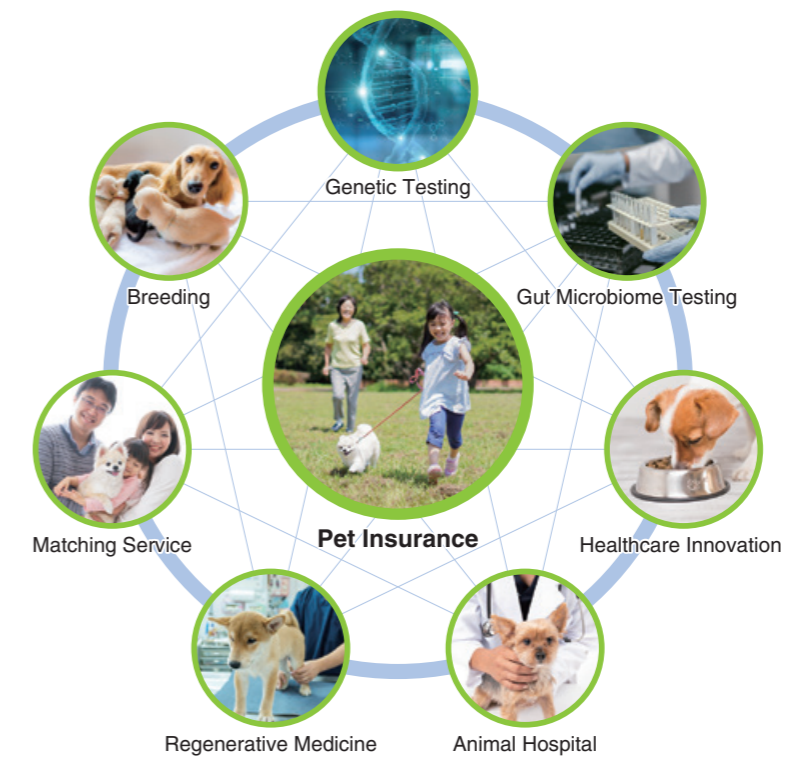 Genetic Testing
Breeding
Gut Microbiome Testing
Pet Insurance
Matching Service
Healthcare Innovation
Regenerative Medicine
Animal Hospital